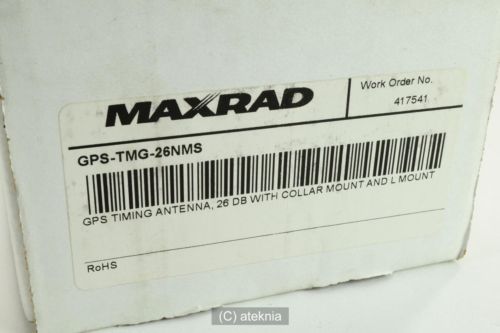 MAXRAD
Work Order No.
417541
GPS-TMG-26NMS
GPS TIMING ANTENNA, 26 DB WITH COLLAR MOUNT AND L MOUNT
RoHS
(C) ateknia